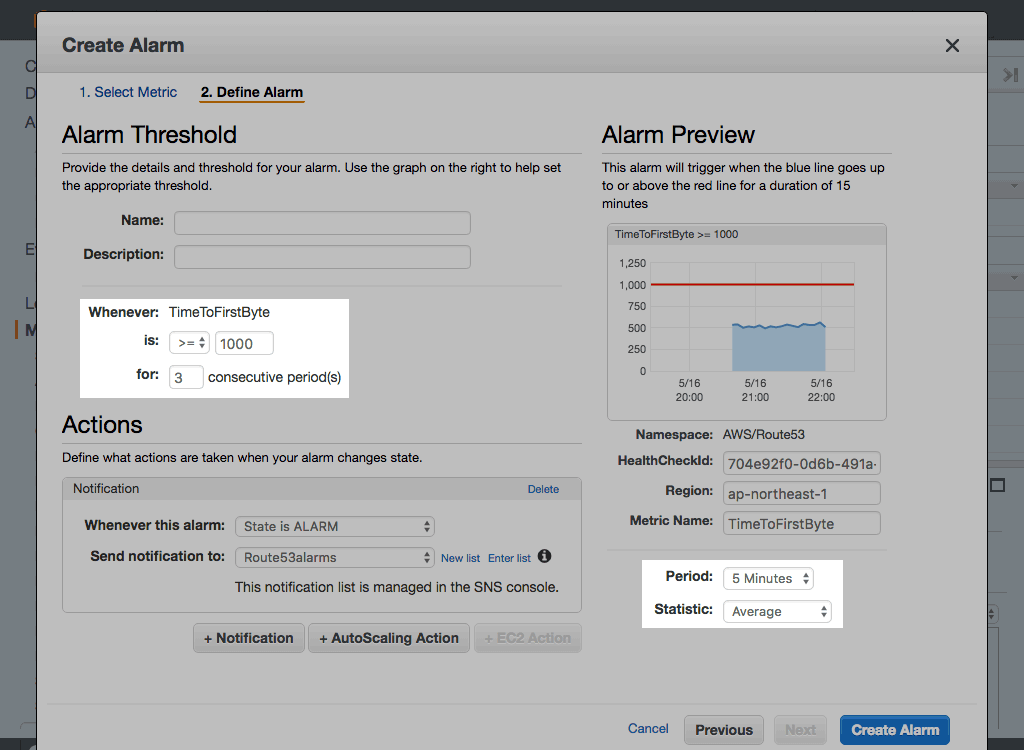 Create Alarm
1. Select Metric 2. Define Alarm
Alarm Threshold
Provide the details and threshold for your alarm. Use the graph on the right to help set
the appropriate threshold.
Name:
Description:
Whenever: TimeToFirstByte
is: >= 1000
for: 3 consecutive period(s)
Actions
Define what actions are taken when your alarm changes state.
Notification Delete
Whenever this alarm: State is ALARM
Send notification to: Route53alarms New list Enter list i
This notification list is managed in the SNS console.
+ Notification + AutoScaling Action + EC2 Action
Alarm Preview
This alarm will trigger when the blue line goes up
to or above the red line for a duration of 15
minutes
TimeToFirstByte >= 1000
1,250
1,000
750
500
250
0
5/16 5/16 5/16
20:00 21:00 22:00
Namespace: AWS/Route53
HealthCheckId: 704e92f0-0d6b-491a-
Region: ap-northeast-1
Metric Name: TimeToFirstByte
Period: 5 Minutes
Statistic: Average
Cancel Previous Next Create Alarm